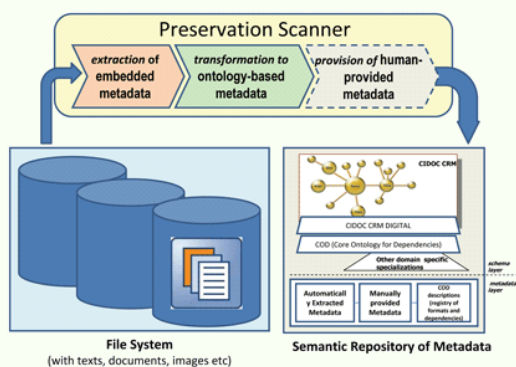 Preservation Scanner
extraction of
embedded
metadata
transformation to
ontology-based
metadata
provision of human-
provided
metadata
CIDOC CRM
CIDOC CRM DIGITAL
COD (Core Ontology for Dependencies)
Other domain specific
specializations
schema
layer
metadata
layer
Automaticall
y Extracted
Metadata
Manually
provided
Metadata
COD
descriptions
(registry of
formats and
dependencies)
File System
(with texts, documents, images etc)
Semantic Repository of Metadata